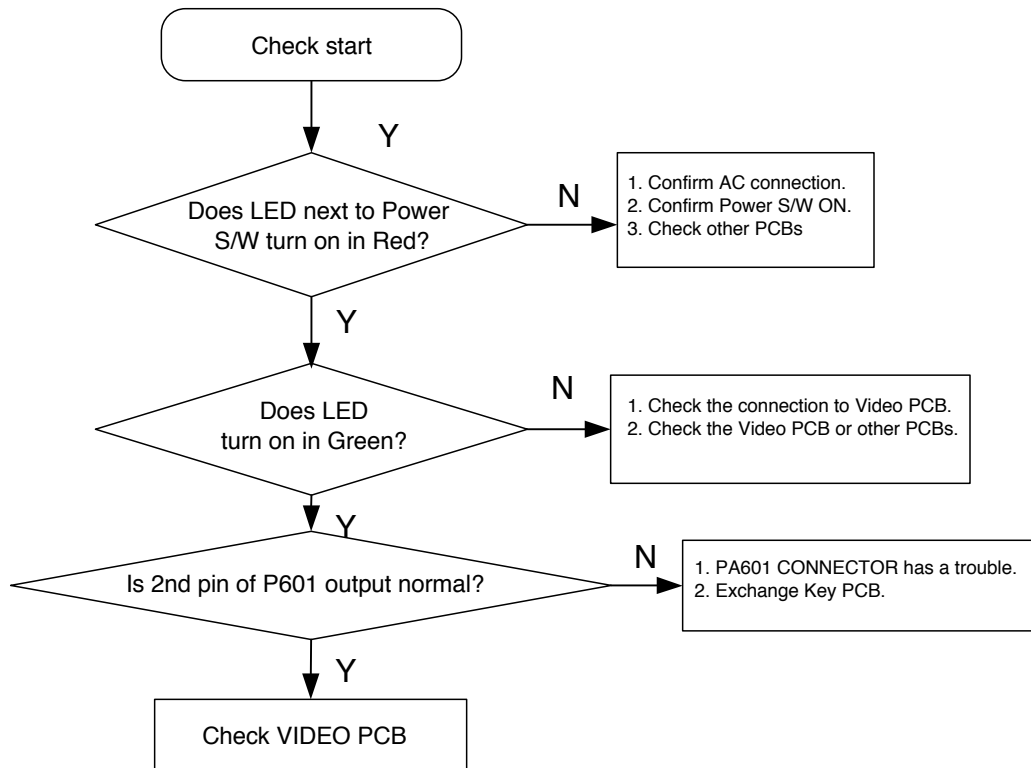 Check start
Y
Does LED next to Power
S/W turn on in Red?
N
1. Confirm AC connection.
2. Confirm Power S/W ON.
3. Check other PCBs
Y
Does LED
turn on in Green?
N
1. Check the connection to Video PCB.
2. Check the Video PCB or other PCBs.
Y
Is 2nd pin of P601 output normal?
N
1. PA601 CONNECTOR has a trouble.
2. Exchange Key PCB.
Y
Check VIDEO PCB